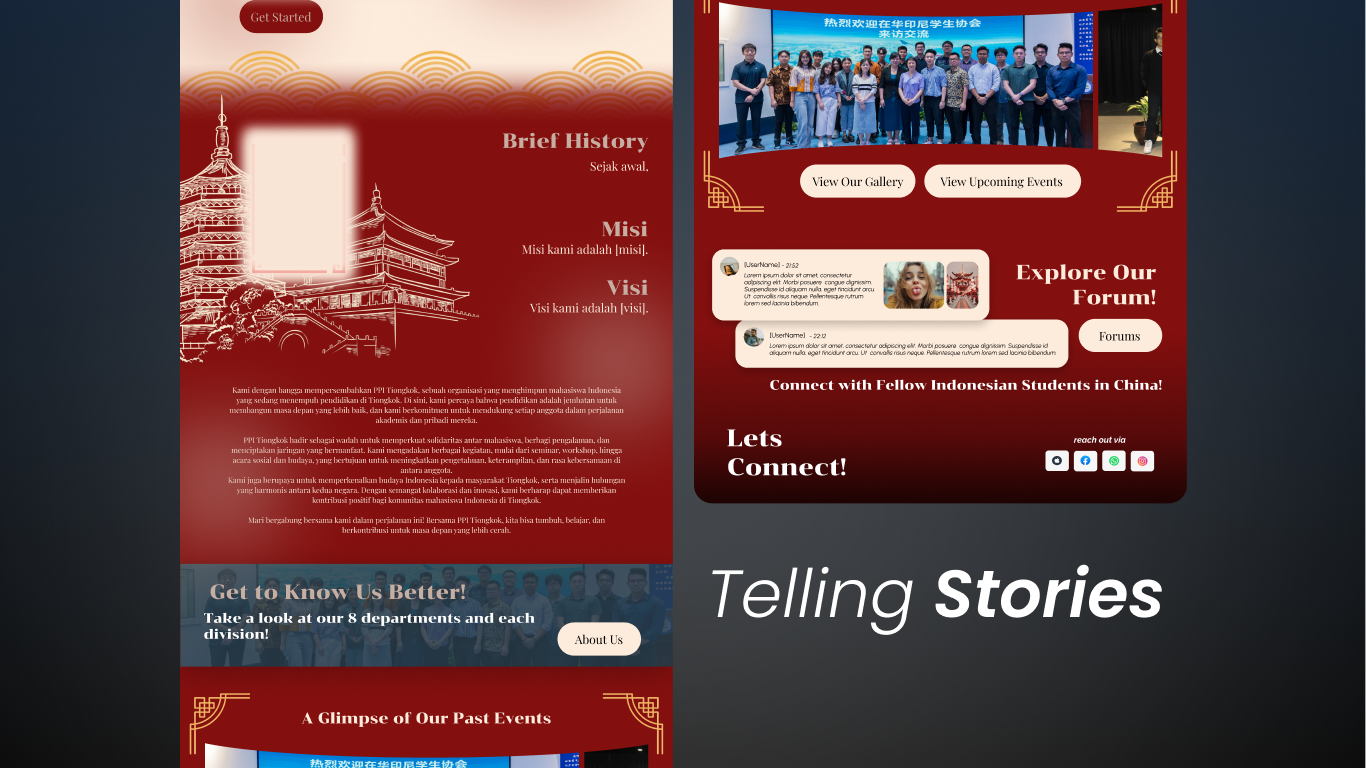 Get Started
Brief History
Sejak awal,
Misi
Misi kami adalah [misi].
Visi
Visi kami adalah [visi].
Kami dengan bangga mempersembahkan PPI Tiongkok, sebuah organisasi yang menghimpun mahasiswa Indonesia
yang sedang menempuh pendidikan di Tiongkok. Di sini, kami percaya bahwa pendidikan adalah jembatan untuk
membangun masa depan yang lebih baik, dan kami berkomitmen untuk mendukung setiap anggota dalam perjalanan
akademis dan pribadi mereka.
PPI Tiongkok hadir sebagai wadah untuk memperkuat solidaritas antar mahasiswa, berbagi pengalaman, dan
menciptakan jaringan yang bermanfaat. Kami mengadakan berbagai kegiatan, mulai dari seminar, workshop, hingga
acara sosial dan budaya, yang bertujuan untuk meningkatkan pengetahuan, keterampilan, dan rasa kebersamaan di
antara anggota.
Kami juga berupaya untuk memperkenalkan budaya Indonesia kepada masyarakat Tiongkok, serta menjalin hubungan
yang harmonis antara kedua negara. Dengan semangat kolaborasi dan inovasi, kami berharap dapat memberikan
kontribusi positif bagi komunitas mahasiswa Indonesia di Tiongkok.
Mari bergabung bersama kami dalam perjalanan ini! Bersama PPI Tiongkok, kita bisa tumbuh, belajar, dan
berkontribusi untuk masa depan yang lebih cerah.
Get to Know Us Better!
Take a look at our 8 departments and each
division!
About Us
A Glimpse of Our Past Events
热烈欢迎在华印尼学生协会
热烈欢迎在华印尼学生协会
来访交流
View Our Gallery
View Upcoming Events
[UserName] - 21:52
Lorem ipsum dolor sit amet, consectetur
adipiscing elit. Morbi posuere congue dignissim.
Suspendisse id aliquam nulla, eget tincidunt arcu.
Ut convallis risus neque. Pellentesque rutrum
lorem sed lacinia bibendum.
Explore Our
Forum!
[UserName] - 22:12
Lorem ipsum dolor sit amet, consectetur adipiscing elit. Morbi posuere congue dignissim. Suspendisse id
aliquam nulla, eget tincidunt arcu. Ut convallis risus neque. Pellentesque rutrum lorem sed lacinia bibendum
Forums
Connect with Fellow Indonesian Students in China!
Lets
Connect!
reach out via
Telling Stories